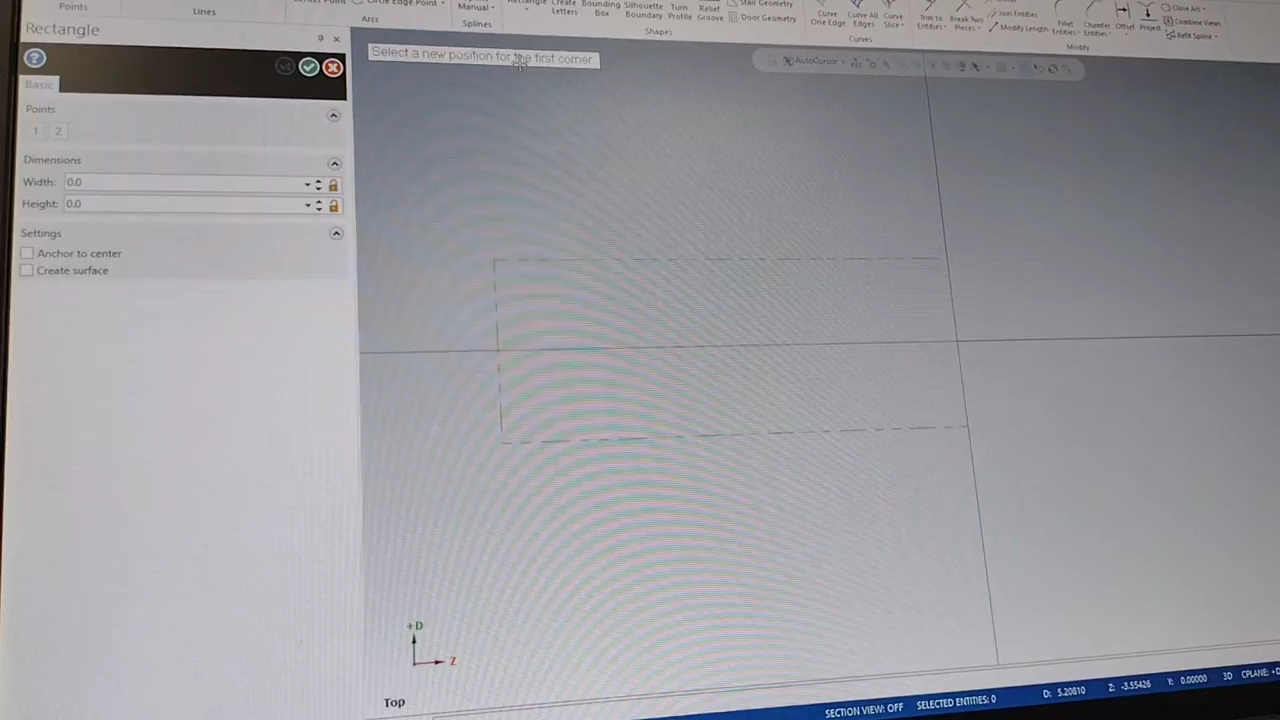 Points
Lines
Arcs
Manual
Splines
Create Letters
Bounding Box
Silhouette Boundary
Turn Profile
Relief Groove
Stair Geometry
Door Geometry
Shapes
Curve One Edge
Curve All Edges
Curve Slice
Curves
Trim to Entities
Break Two Pieces
Join Entities
Modify Length
Fillet Entities
Chamfer Entities
Offset
Project
Close Arc
Combine Views
Refit Spline
Modify
Rectangle
Basic
Points
1 2
Dimensions
Width: 0.0
Height: 0.0
Settings
Anchor to center
Create surface
Select a new position for the first corner
AutoCursor
+D
Z
Top
SECTION VIEW: OFF SELECTED ENTITIES: 0 D: 5.20810 Z: -3.55426 Y: 0.00000 3D CPLANE: +D